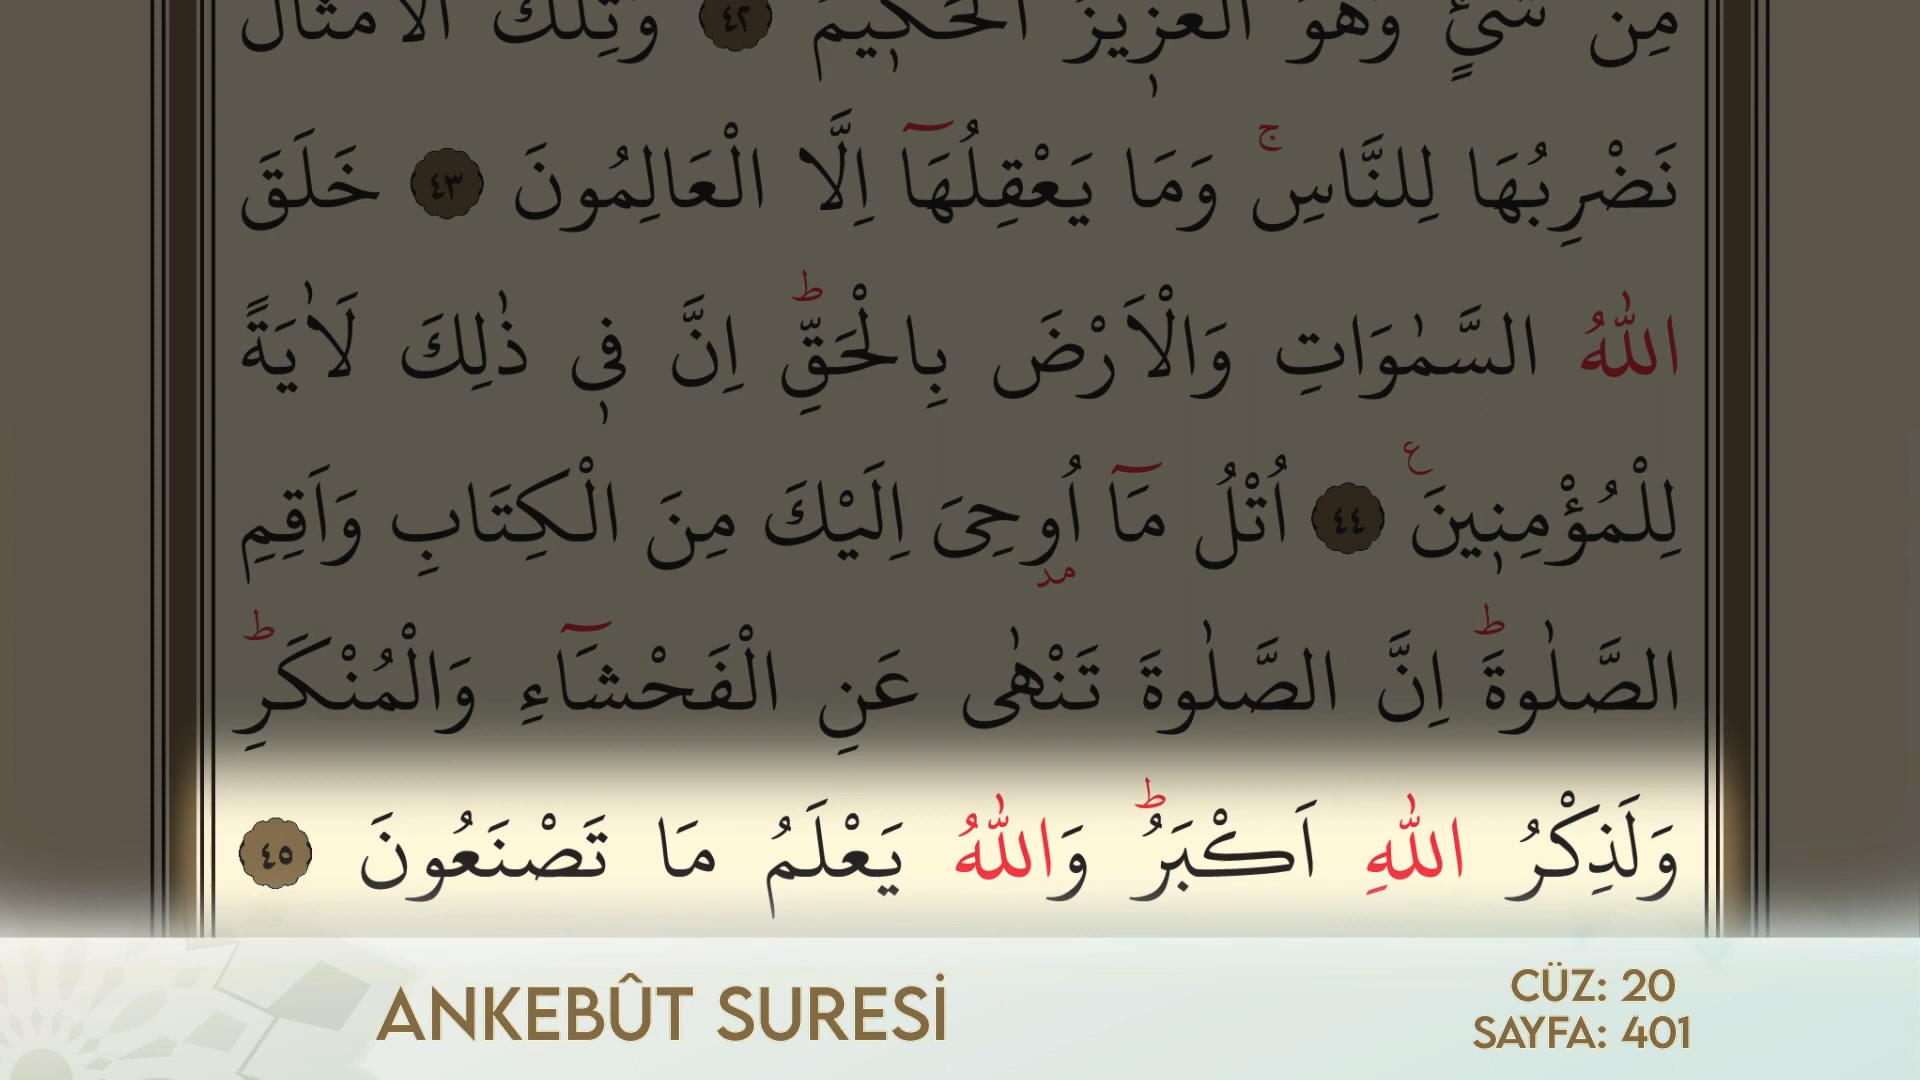 مِنْ شَيْءٍ وَهُوَ الْعَزِيزُ الْحَكِيمُ ﴿٤٢﴾ وَتِلْكَ الْاَمْثَالُ
نَضْرِبُهَا لِلنَّاسِۚ وَمَا يَعْقِلُهَٓا اِلَّا الْعَالِمُونَ ﴿٤٣﴾ خَلَقَ
اللّٰهُ السَّمٰوَاتِ وَالْاَرْضَ بِالْحَقِّۜ اِنَّ فٖي ذٰلِكَ لَاٰيَةً
لِلْمُؤْمِنٖينَ ﴿٤٤﴾ اُتْلُ مَٓا اُوحِيَ اِلَيْكَ مِنَ الْكِتَابِ وَاَقِمِ
الصَّلٰوةَۜ اِنَّ الصَّلٰوةَ تَنْهٰى عَنِ الْفَحْشَٓاءِ وَالْمُنْكَرِۜ
وَلَذِكْرُ اللّٰهِ اَكْبَرُۜ وَاللّٰهُ يَعْلَمُ مَا تَصْنَعُونَ ﴿٤٥﴾
ANKEBÛT SURESİ
CÜZ: 20
SAYFA: 401